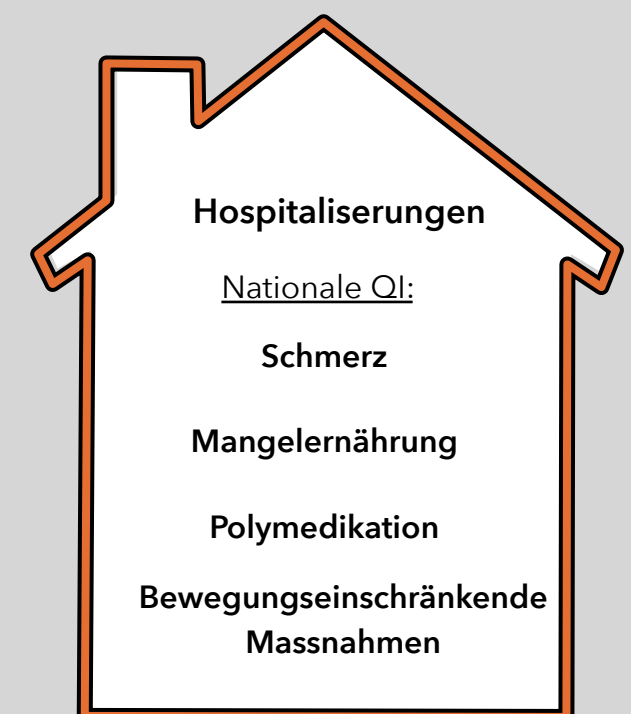 Hospitaliserungen
Nationale QI:
Schmerz
Mangelernährung
Polymedikation
Bewegungseinschränkende
Massnahmen